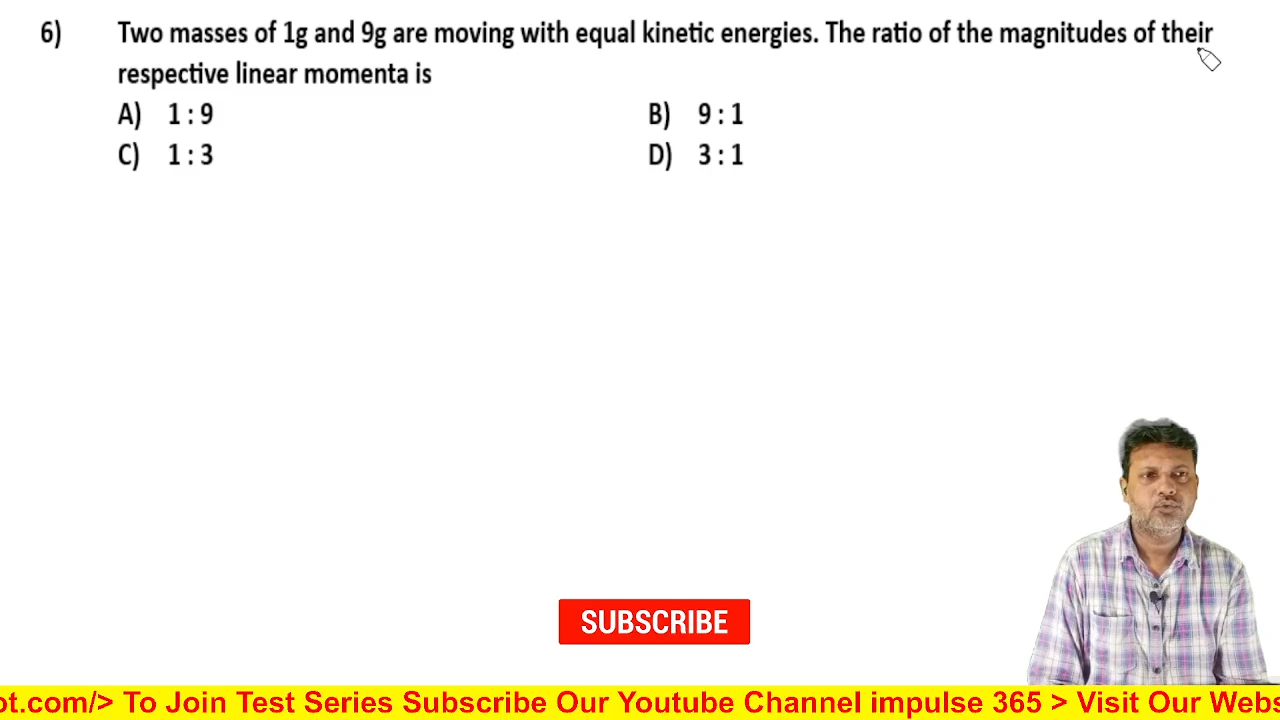 6) Two masses of 1g and 9g are moving with equal kinetic energies. The ratio of the magnitudes of their
respective linear momenta is
A) 1 : 9 B) 9 : 1
C) 1 : 3 D) 3 : 1
SUBSCRIBE
ot.com/> To Join Test Series Subscribe Our Youtube Channel impulse 365 > Visit Our Webs